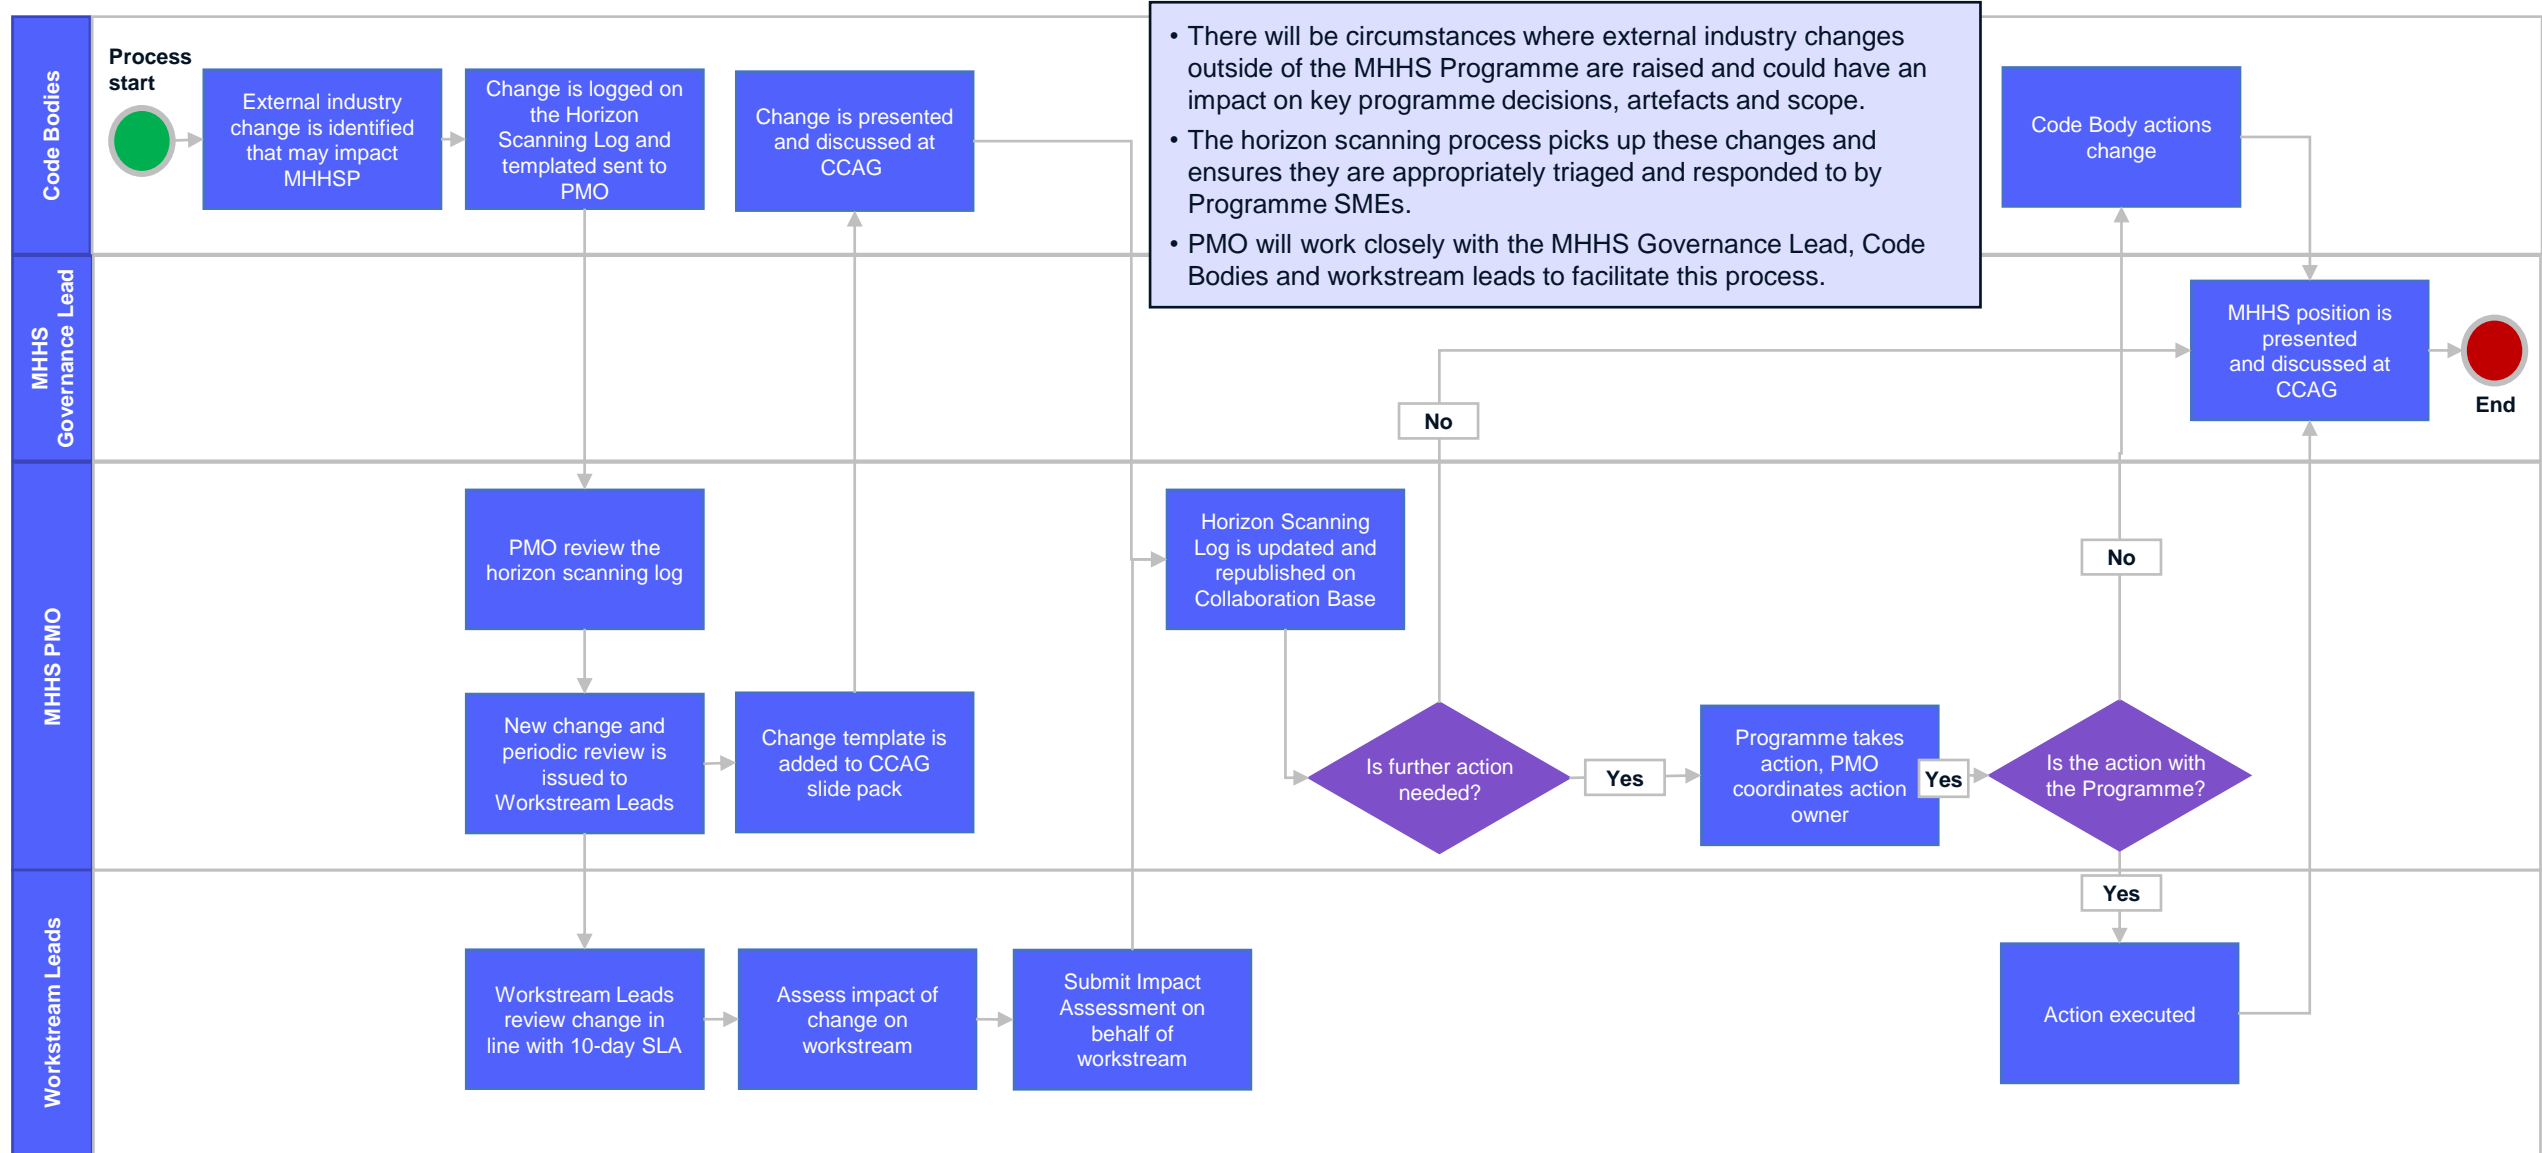 Code Bodies
Process
start
External industry
change is identified
that may impact
MHHSP
Change is logged on
the Horizon
Scanning Log and
templated sent to
PMO
Change is presented
and discussed at
CCAG
• There will be circumstances where external industry changes
outside of the MHHS Programme are raised and could have an
impact on key programme decisions, artefacts and scope.
• The horizon scanning process picks up these changes and
ensures they are appropriately triaged and responded to by
Programme SMEs.
• PMO will work closely with the MHHS Governance Lead, Code
Bodies and workstream leads to facilitate this process.
Code Body actions
change
MHHS
Governance Lead
No
MHHS position is
presented
and discussed at
CCAG
End
MHHS PMO
PMO review the
horizon scanning log
Horizon Scanning
Log is updated and
republished on
Collaboration Base
No
New change and
periodic review is
issued to
Workstream Leads
Change template is
added to CCAG
slide pack
Is further action
needed?
Yes
Programme takes
action, PMO
coordinates action
owner
Yes
Is the action with
the Programme?
Workstream Leads
Yes
Workstream Leads
review change in
line with 10-day SLA
Assess impact of
change on
workstream
Submit Impact
Assessment on
behalf of
workstream
Action executed